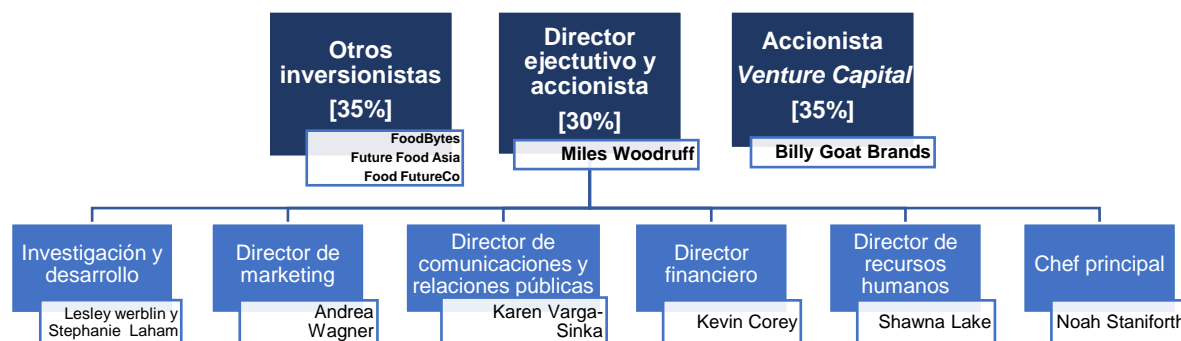 Otros
inversionistas
[35%]
FoodBytes
Future Food Asia
Food FutureCo
Director
ejectutivo y
accionista
[30%]
Miles Woodruff
Accionista
Venture Capital
[35%]
Billy Goat Brands
Investigación y
desarrollo
Lesley werblin y
Stephanie Laham
Director de
marketing
Andrea
Wagner
Director de
comunicaciones y
relaciones públicas
Karen Varga-
Sinka
Director
financiero
Kevin Corey
Director de
recursos
humanos
Shawna Lake
Chef principal
Noah Staniforth